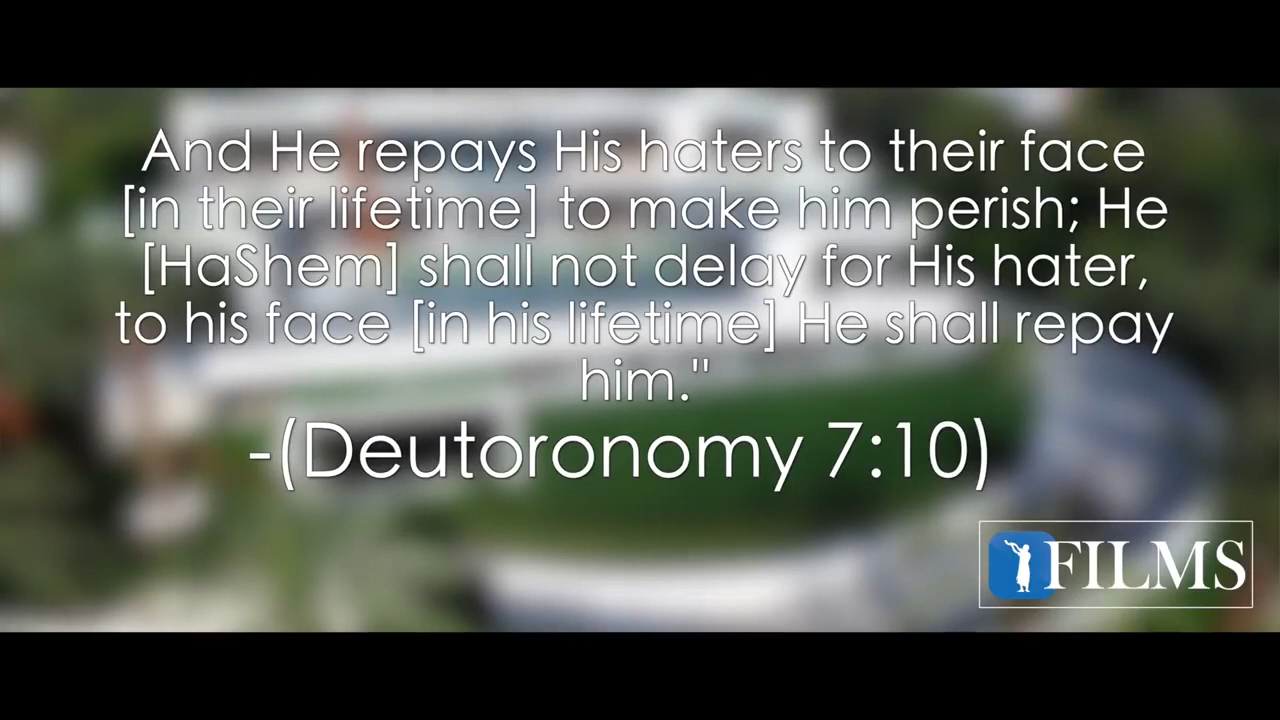 And He repays His haters to their face
[in their lifetime] to make him perish; He
[HaShem] shall not delay for His hater,
to his face [in his lifetime] He shall repay
him."
-(Deutoronomy 7:10)
FILMS